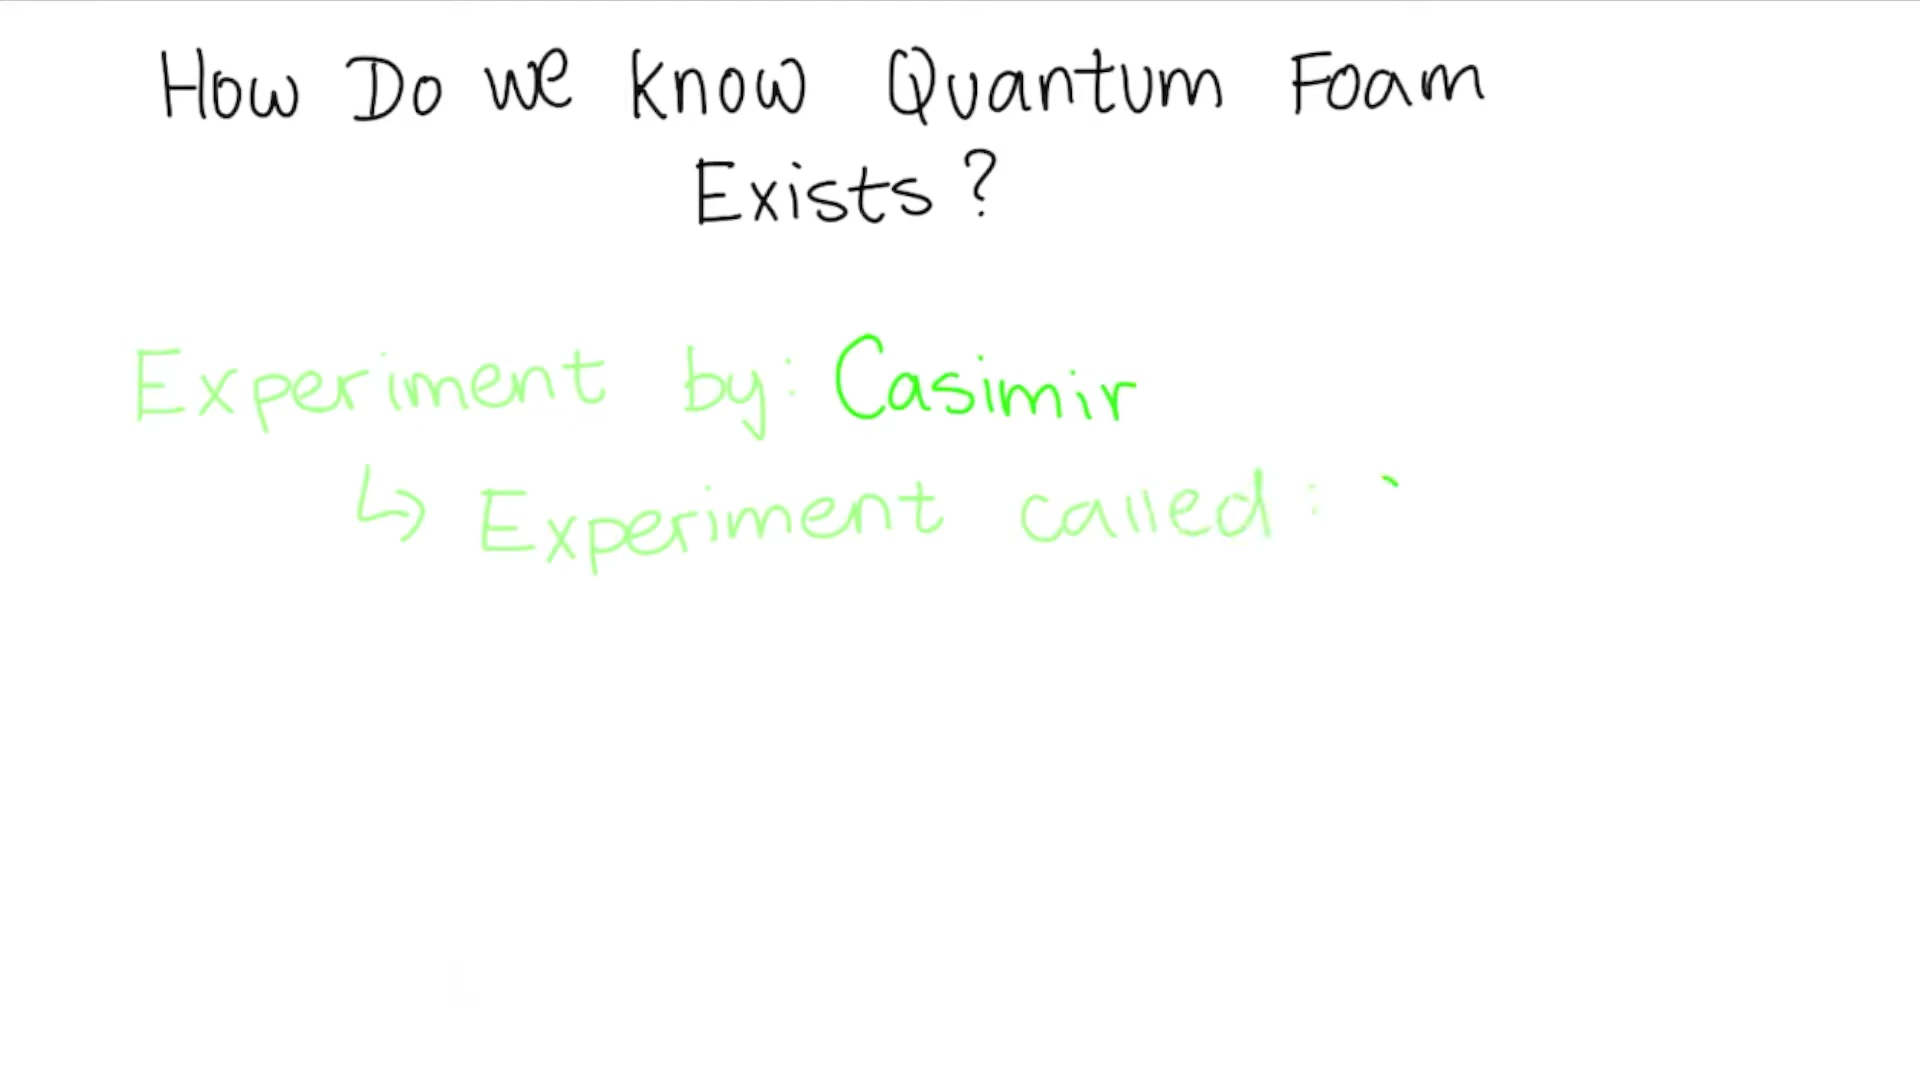 How Do we know Quantum Foam
Exists?
Experiment by: Casimir
↳ Experiment called: